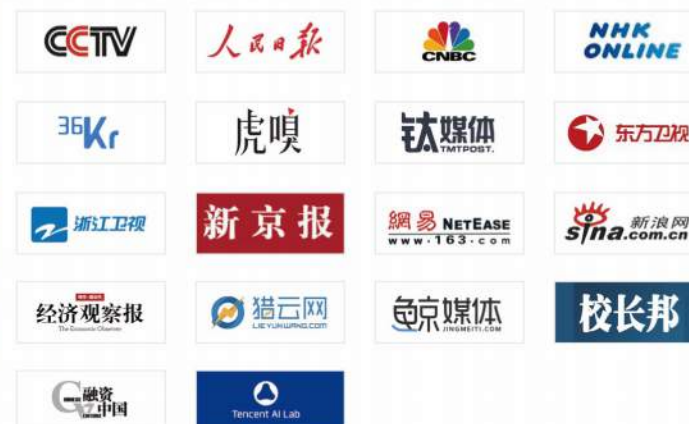 CCTV
人民日报
CNBC
NHK
ONLINE
36Kr
虎嗅
钛媒体
TMTPOST.
东方卫视
浙江卫视
新京报
網易 NETEASE
www.163.com
sina 新浪网
.com.cn
经济观察报
The Economic Observer
猎云网
LIEYUNWANG.COM
鲸媒体
JINGMEITI.COM
校长邦
融资
中国
Tencent AI Lab